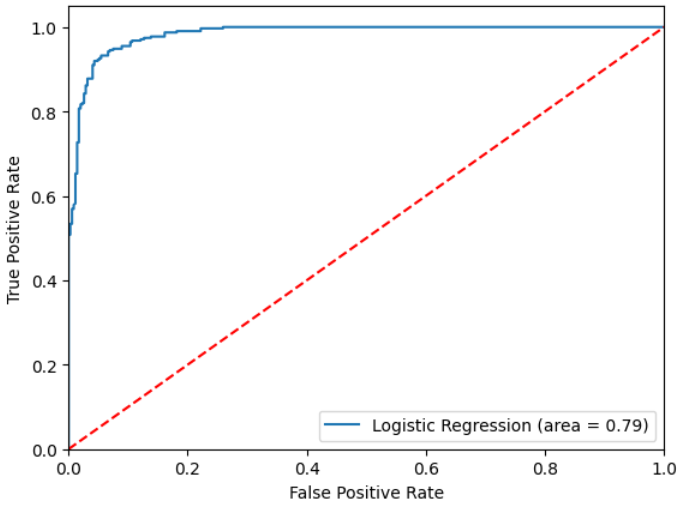 1.0
0.8
0.6
0.4
0.2
0.0
True Positive Rate
0.0 0.2 0.4 0.6 0.8 1.0
False Positive Rate
Logistic Regression (area = 0.79)